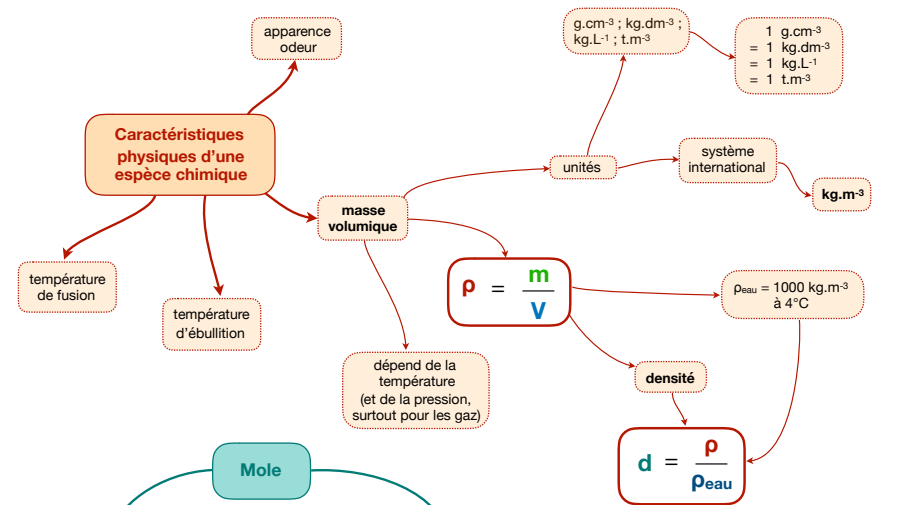 apparence
odeur
Caractéristiques
physiques d’une
espèce chimique
température
de fusion
température
d’ébullition
masse
volumique
dépend de la
température
(et de la pression,
surtout pour les gaz)
unités
g.cm⁻³ ; kg.dm⁻³ ;
kg.L⁻¹ ; t.m⁻³
1 g.cm⁻³
= 1 kg.dm⁻³
= 1 kg.L⁻¹
= 1 t.m⁻³
système
international
kg.m⁻³
ρ = m
V
ρeau = 1000 kg.m⁻³
à 4°C
densité
d = ρ
ρeau
Mole